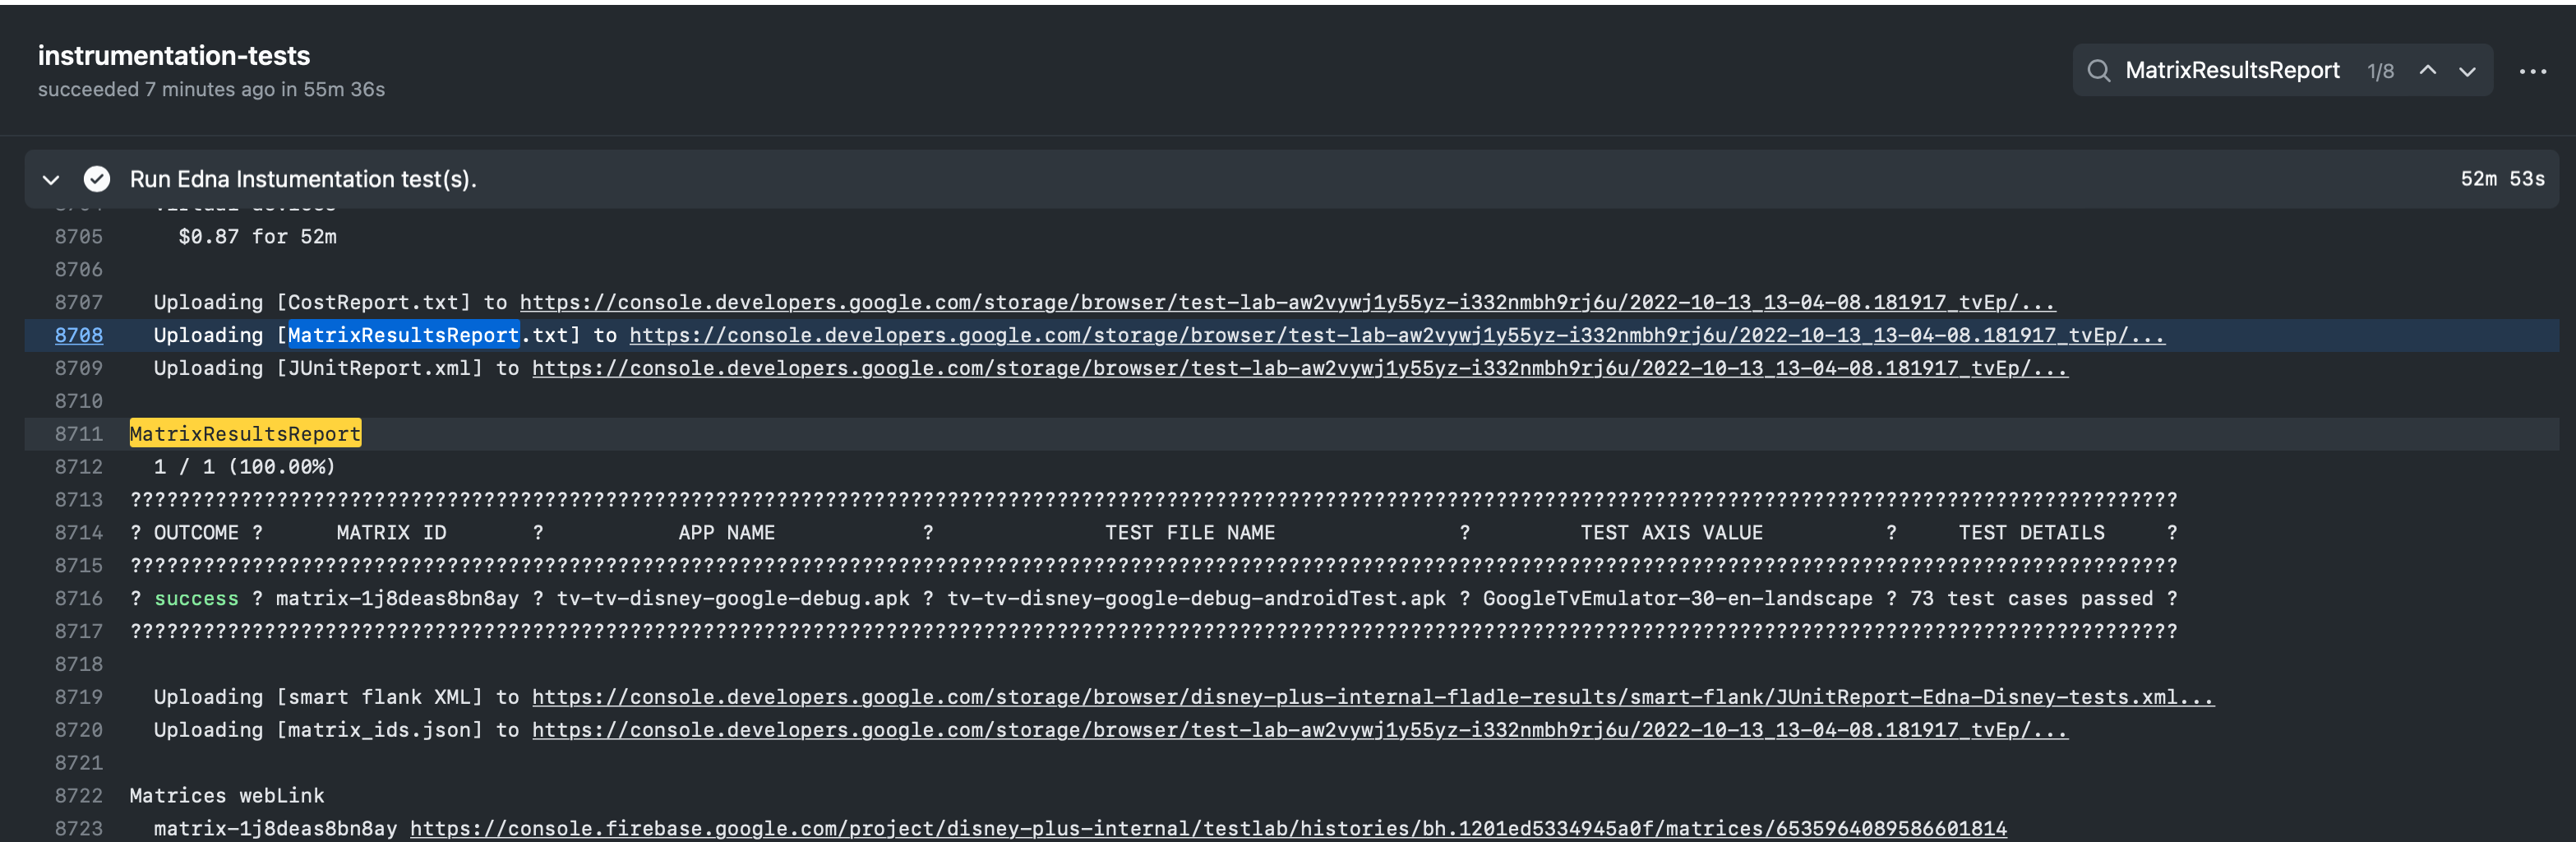 instrumentation-tests
succeeded 7 minutes ago in 55m 36s
MatrixResultsReport 1/8
Run Edna Instumentation test(s). 52m 53s
8705 $0.87 for 52m
8706
8707 Uploading [CostReport.txt] to https://console.developers.google.com/storage/browser/test-lab-aw2vywj1y55yz-i332nmbh9rj6u/2022-10-13_13-04-08.181917_tvEp/...
8708 Uploading [MatrixResultsReport.txt] to https://console.developers.google.com/storage/browser/test-lab-aw2vywj1y55yz-i332nmbh9rj6u/2022-10-13_13-04-08.181917_tvEp/...
8709 Uploading [JUnitReport.xml] to https://console.developers.google.com/storage/browser/test-lab-aw2vywj1y55yz-i332nmbh9rj6u/2022-10-13_13-04-08.181917_tvEp/...
8710
8711 MatrixResultsReport
8712 1 / 1 (100.00%)
8713 ????????????????????????????????????????????????????????????????????????????????????????????????????????????????????????????????????????????????????????????????????????
8714 ? OUTCOME ? MATRIX ID ? APP NAME ? TEST FILE NAME ? TEST AXIS VALUE ? TEST DETAILS ?
8715 ????????????????????????????????????????????????????????????????????????????????????????????????????????????????????????????????????????????????????????????????????????
8716 ? success ? matrix-1j8deas8bn8ay ? tv-tv-disney-google-debug.apk ? tv-tv-disney-google-debug-androidTest.apk ? GoogleTvEmulator-30-en-landscape ? 73 test cases passed ?
8717 ????????????????????????????????????????????????????????????????????????????????????????????????????????????????????????????????????????????????????????????????????????
8718
8719 Uploading [smart flank XML] to https://console.developers.google.com/storage/browser/disney-plus-internal-fladle-results/smart-flank/JUnitReport-Edna-Disney-tests.xml...
8720 Uploading [matrix_ids.json] to https://console.developers.google.com/storage/browser/test-lab-aw2vywj1y55yz-i332nmbh9rj6u/2022-10-13_13-04-08.181917_tvEp/...
8721
8722 Matrices webLink
8723 matrix-1j8deas8bn8ay https://console.firebase.google.com/project/disney-plus-internal/testlab/histories/bh.1201ed5334945a0f/matrices/6535964089586601814